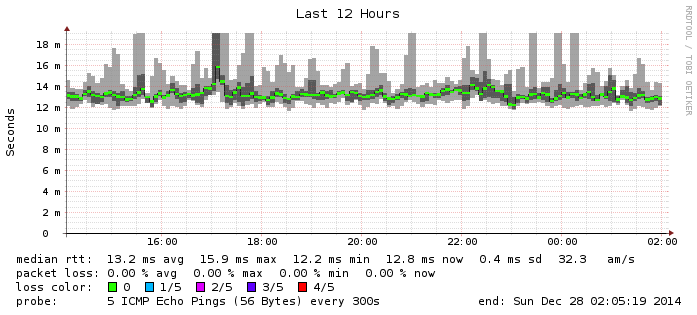 Last 12 Hours
RRDTOOL / TOBI OETIKER
Seconds
18 m
16 m
14 m
12 m
10 m
8 m
6 m
4 m
2 m
0
16:00 18:00 20:00 22:00 00:00 02:00
median rtt: 13.2 ms avg 15.9 ms max 12.2 ms min 12.8 ms now 0.4 ms sd 32.3 am/s
packet loss: 0.00 % avg 0.00 % max 0.00 % min 0.00 % now
loss color: 0 1/5 2/5 3/5 4/5
probe: 5 ICMP Echo Pings (56 Bytes) every 300s end: Sun Dec 28 02:05:19 2014